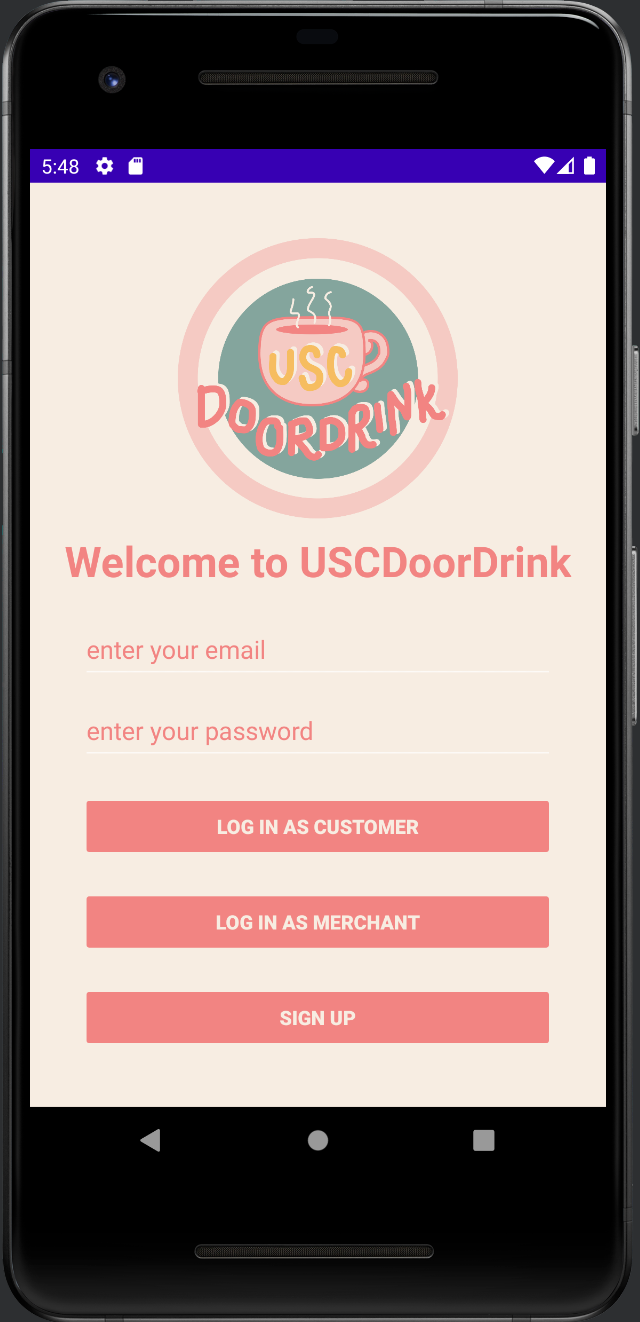 5:48
USC
DOORDRINK
Welcome to USCDoorDrink
enter your email
enter your password
LOG IN AS CUSTOMER
LOG IN AS MERCHANT
SIGN UP